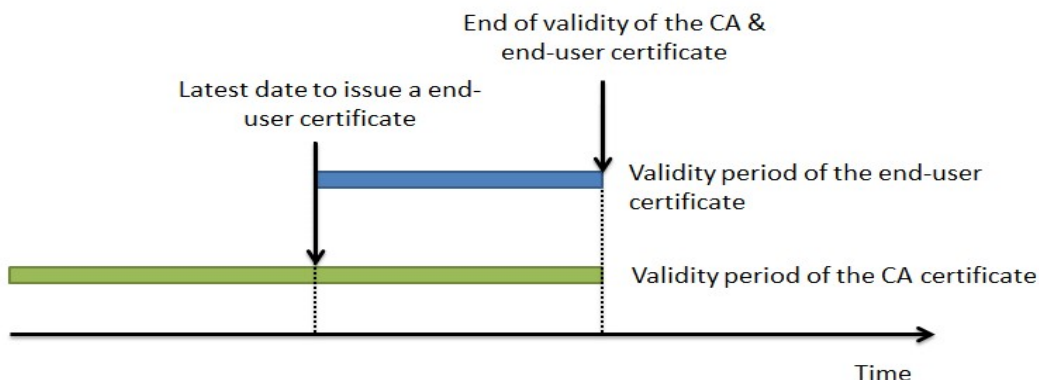 End of validity of the CA &
end-user certificate
Latest date to issue a end-
user certificate
Validity period of the end-user
certificate
Validity period of the CA certificate
Time